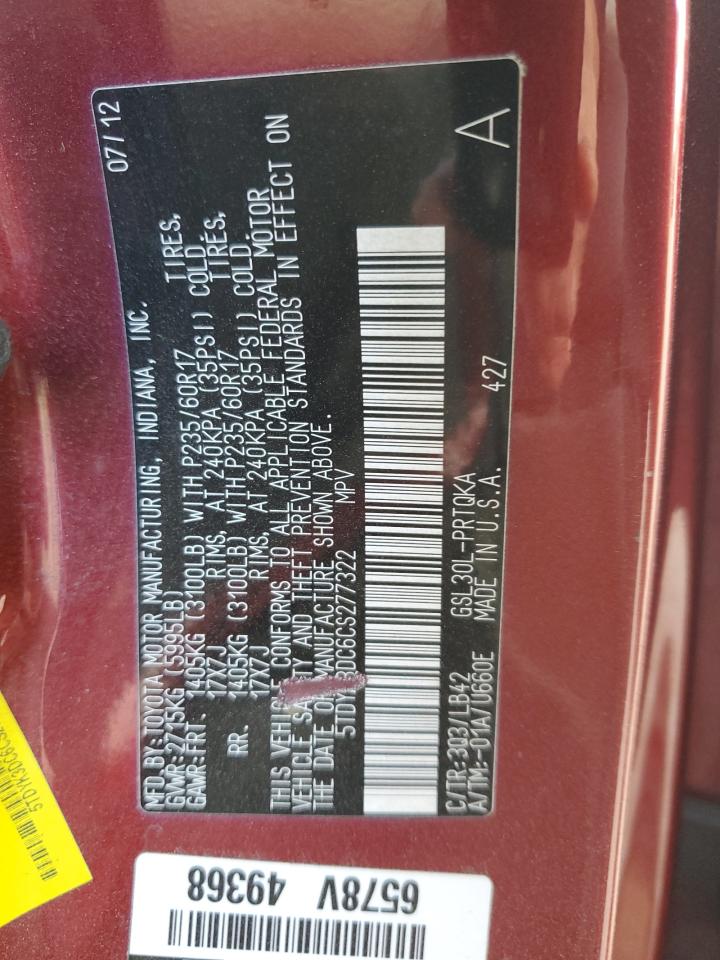 MFD.BY:TOYOTA MOTOR MANUFACTURING, INDIANA, INC. 07/12
GVWR:2715KG (5995LB)
GAWR:FRT. 1405KG (3100LB) WITH P235/60R17 TIRES,
17X7J RIMS, AT 240KPA (35PSI) COLD
RR. 1405KG (3100LB) WITH P235/60R17 TIRES,
17X7J RIMS, AT 240KPA (35PSI) COLD.
THIS VEHICLE CONFORMS TO ALL APPLICABLE FEDERAL MOTOR
VEHICLE SAFETY AND THEFT PREVENTION STANDARDS IN EFFECT ON
THE DATE OF MANUFACTURE SHOWN ABOVE.
MPV
C/TR:3Q3/LB42 GSL30L-PRTQKA
A/TM:-01A/U660E MADE IN U.S.A. 427 A
6578V
49368